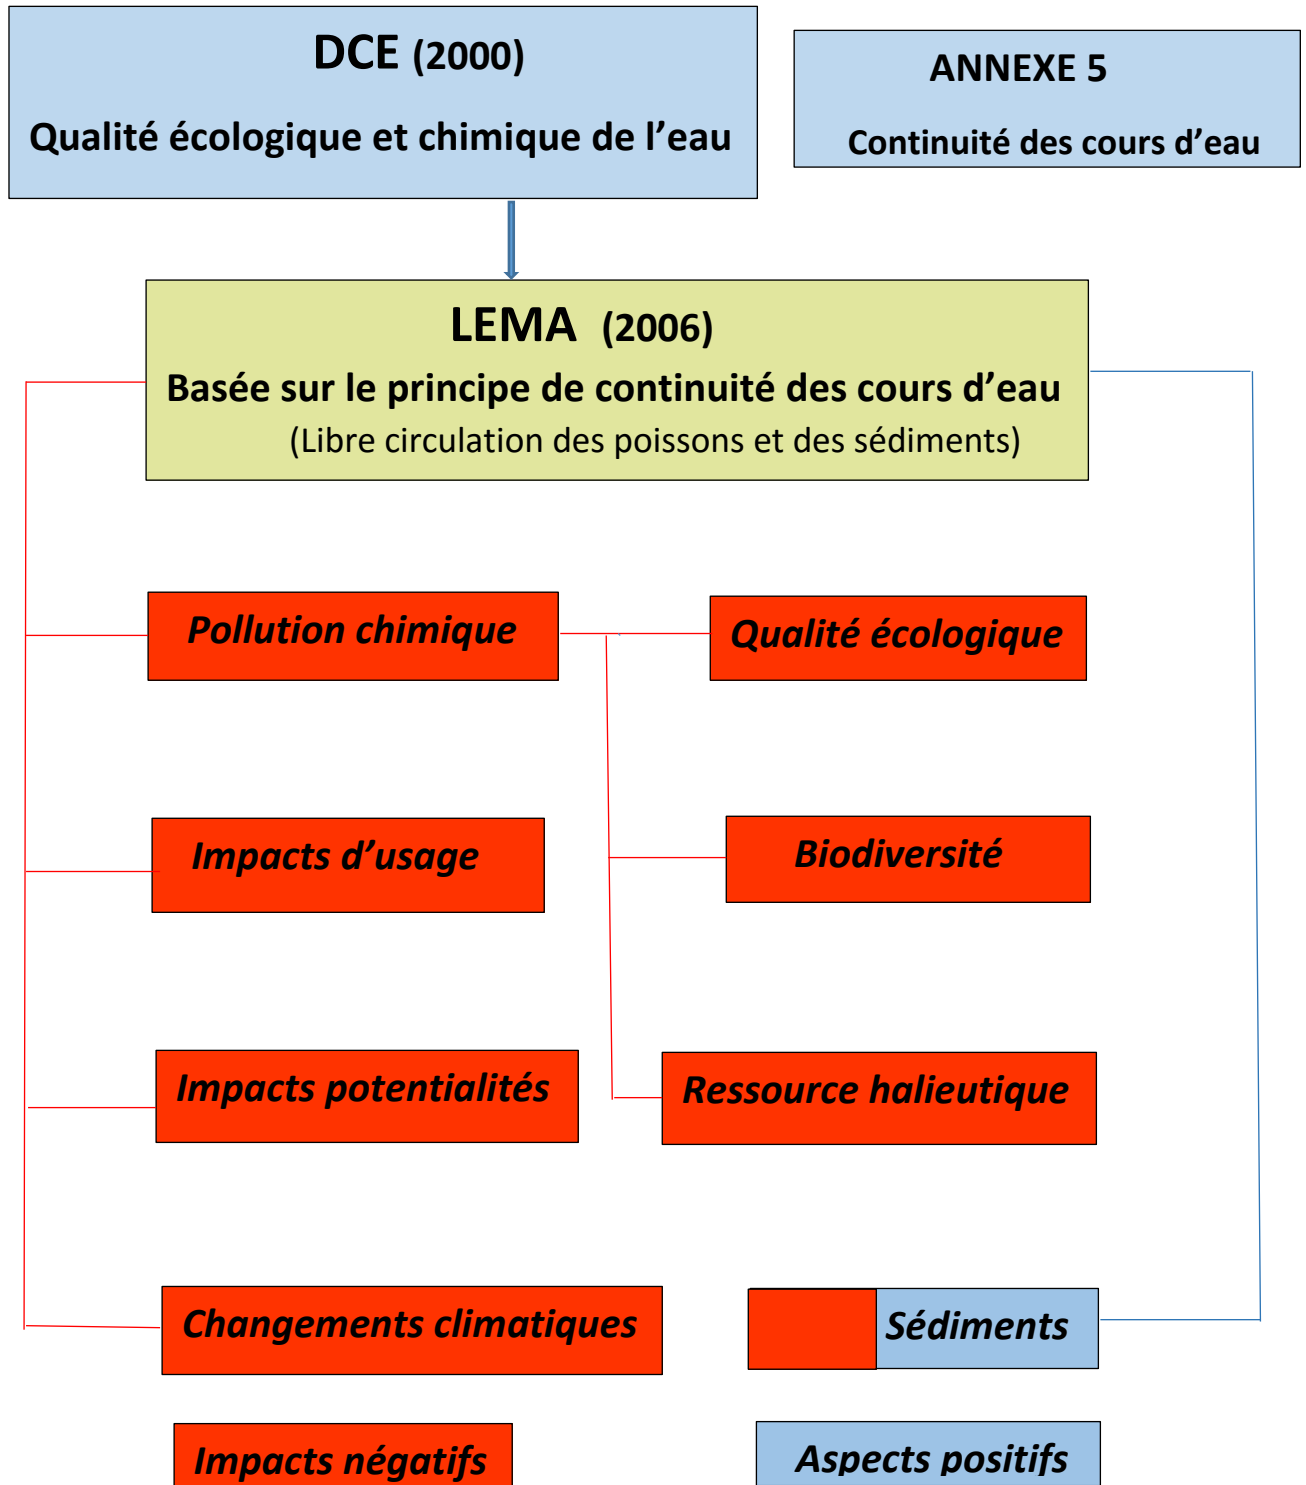 DCE (2000)
Qualité écologique et chimique de l’eau
ANNEXE 5
Continuité des cours d’eau
LEMA (2006)
Basée sur le principe de continuité des cours d’eau
(Libre circulation des poissons et des sédiments)
Pollution chimique
Qualité écologique
Impacts d’usage
Biodiversité
Impacts potentialités
Ressource halieutique
Changements climatiques
Sédiments
Impacts négatifs
Aspects positifs